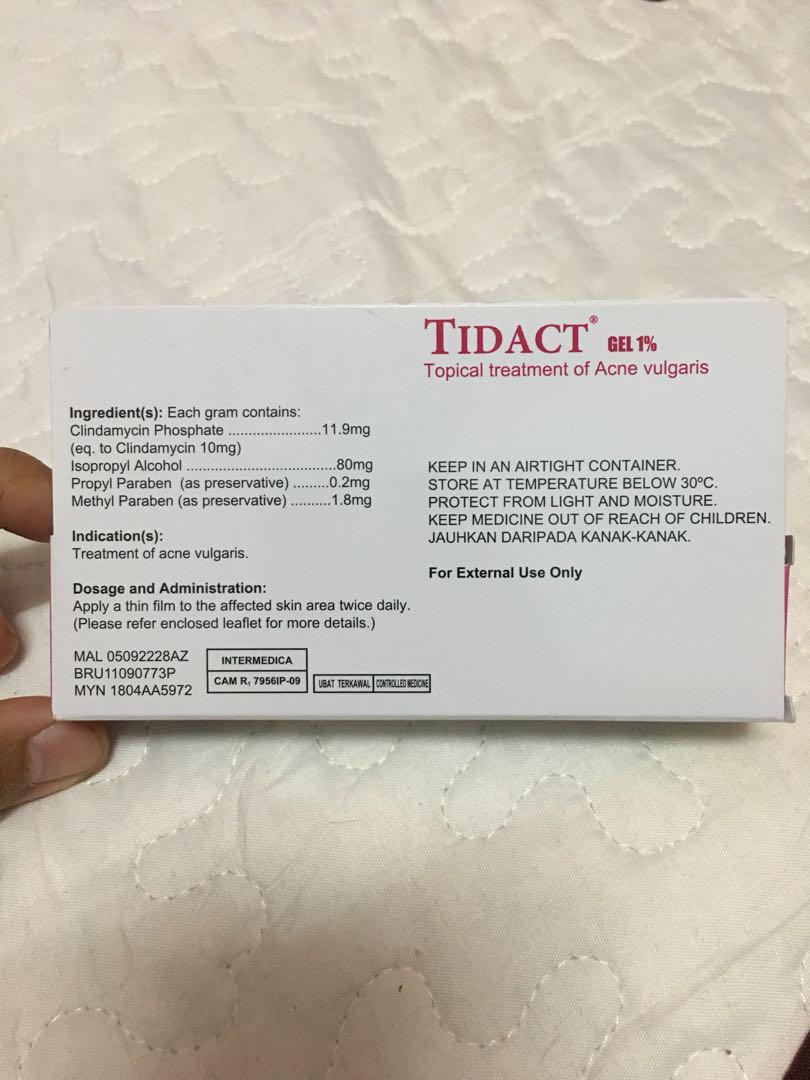 TIDACT® GEL 1%
Topical treatment of Acne vulgaris
Ingredient(s): Each gram contains:
Clindamycin Phosphate .......................11.9mg
(eq. to Clindamycin 10mg)
Isopropyl Alcohol .....................................80mg
Propyl Paraben (as preservative) .........0.2mg
Methyl Paraben (as preservative) ..........1.8mg
Indication(s):
Treatment of acne vulgaris.
Dosage and Administration:
Apply a thin film to the affected skin area twice daily.
(Please refer enclosed leaflet for more details.)
MAL 05092228AZ
BRU11090773P
MYN 1804AA5972
INTERMEDICA
CAM R, 7956IP-09
UBAT TERKAWAL CONTROLLED MEDICINE
KEEP IN AN AIRTIGHT CONTAINER.
STORE AT TEMPERATURE BELOW 30ºC.
PROTECT FROM LIGHT AND MOISTURE.
KEEP MEDICINE OUT OF REACH OF CHILDREN.
JAUHKAN DARIPADA KANAK-KANAK.
For External Use Only